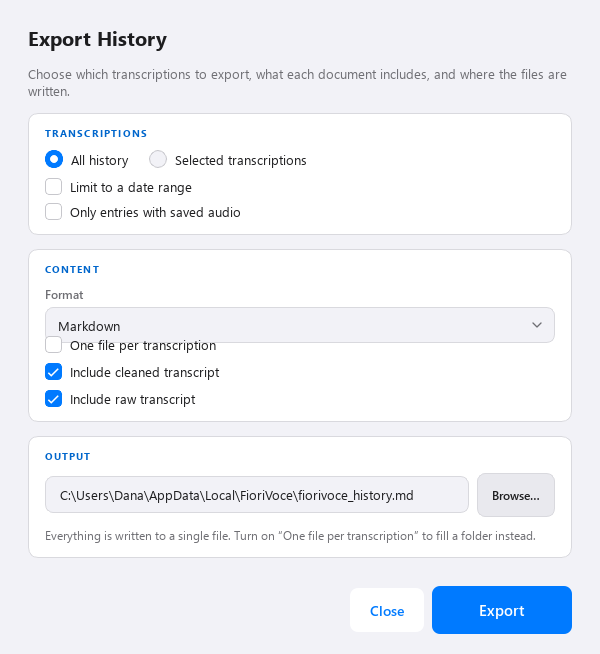 Export History
Choose which transcriptions to export, what each document includes, and where the files are
written.
TRANSCRIPTIONS
All history
Selected transcriptions
Limit to a date range
Only entries with saved audio
CONTENT
Format
Markdown
One file per transcription
Include cleaned transcript
Include raw transcript
OUTPUT
C:\Users\Dana\AppData\Local\FioriVoce\fiorivoce_history.md
Browse...
Everything is written to a single file. Turn on “One file per transcription” to fill a folder instead.
Close
Export